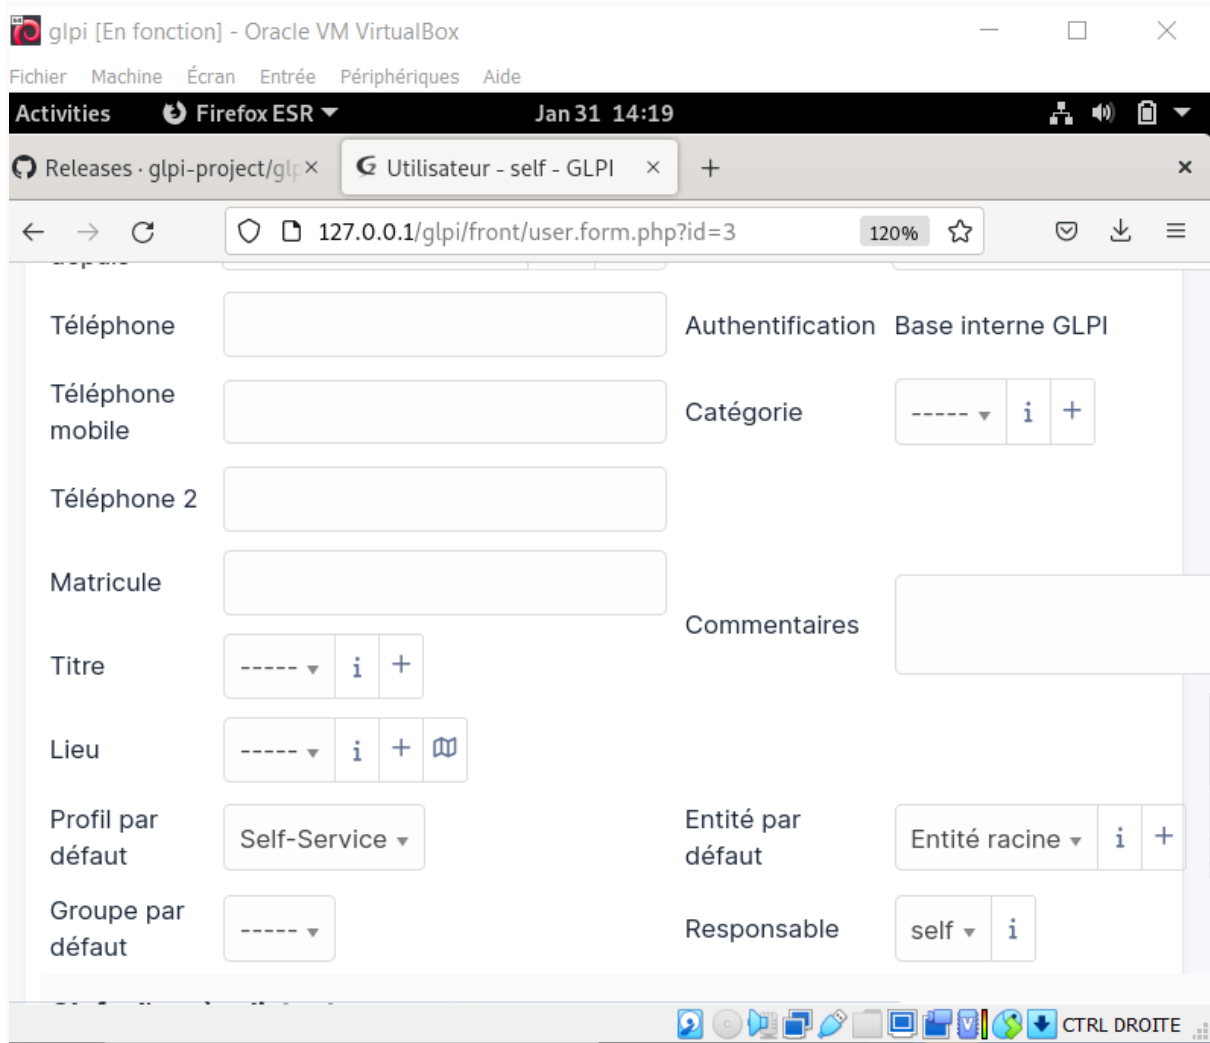 glpi [En fonction] - Oracle VM VirtualBox
Fichier Machine Écran Entrée Périphériques Aide
Activities Firefox ESR Jan 31 14:19
Releases · glpi-project/glp × Utilisateur - self - GLPI × + ×
127.0.0.1/glpi/front/user.form.php?id=3 120%
depuis
Téléphone Authentification Base interne GLPI
Téléphone mobile Catégorie ----- i +
Téléphone 2
Matricule
Commentaires
Titre ----- i +
Lieu ----- i +
Profil par défaut Self-Service Entité par défaut Entité racine i +
Groupe par défaut ----- Responsable self i
CTRL DROITE